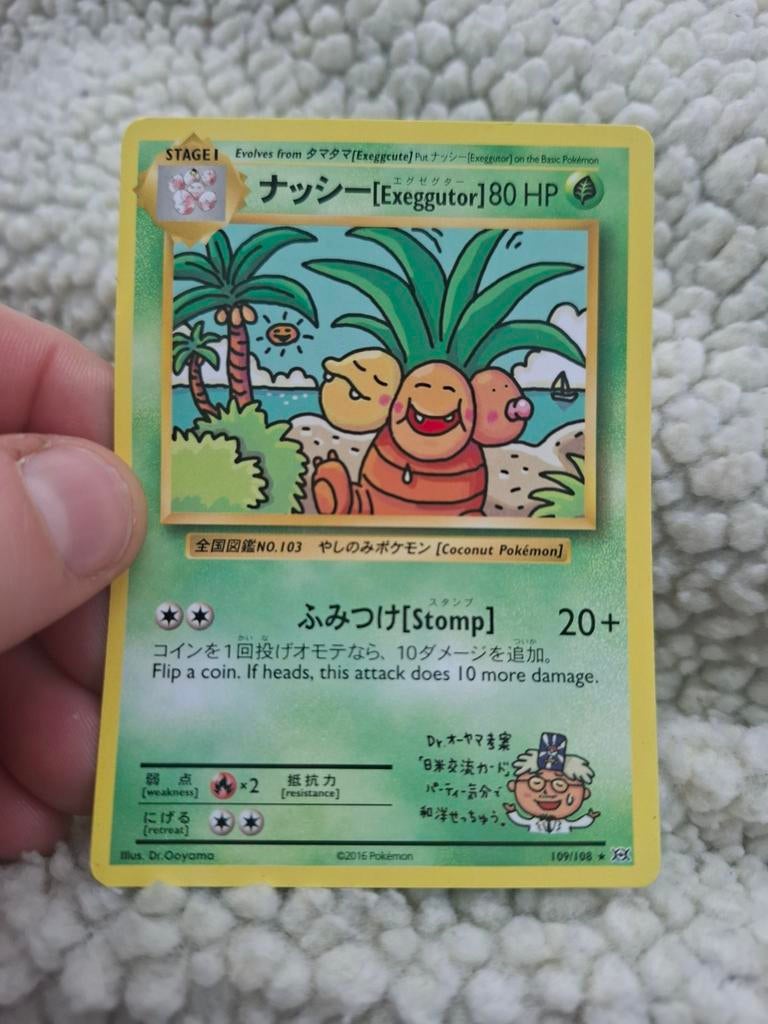 STAGE1 Evolves from タマタマ[Exeggcute] Put ナッシー[Exeggutor] on the Basic Pokémon
エグゼグター
ナッシー[Exeggutor]80 HP
全国図鑑NO.103 やしのみポケモン [Coconut Pokémon]
スタンプ
ふみつけ[Stomp] 20+
かい な ついか
コインを1回投げオモテなら、10ダメージを追加。
Flip a coin. If heads, this attack does 10 more damage.
弱点 ×2 抵抗力
[weakness] [resistance]
にげる
[retreat]
Dr.オーヤマ考案
「日米交流カード」
パーティー気分で
和洋せっちゅう。
Illus. Dr.Ooyama ©2016 Pokémon 109/108 ★